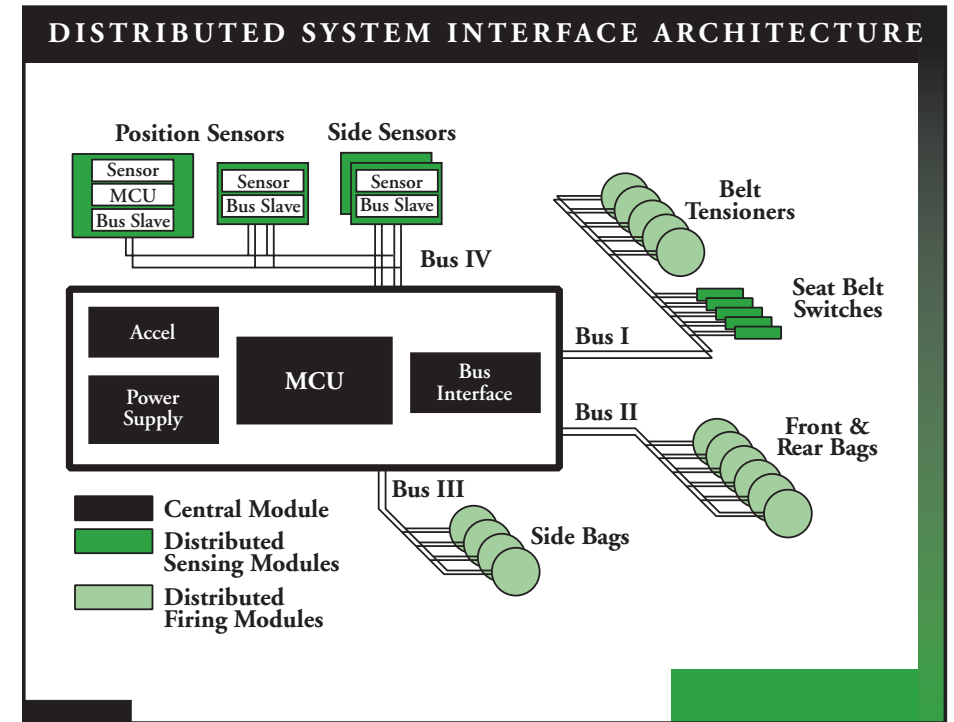 DISTRIBUTED SYSTEM INTERFACE ARCHITECTURE
Position Sensors
Side Sensors
Sensor
MCU
Bus Slave
Sensor
Bus Slave
Sensor
Bus Slave
Bus IV
Belt
Tensioners
Seat Belt
Switches
Accel
Power
Supply
MCU
Bus
Interface
Bus I
Bus II
Front &
Rear Bags
Bus III
Side Bags
Central Module
Distributed
Sensing Modules
Distributed
Firing Modules